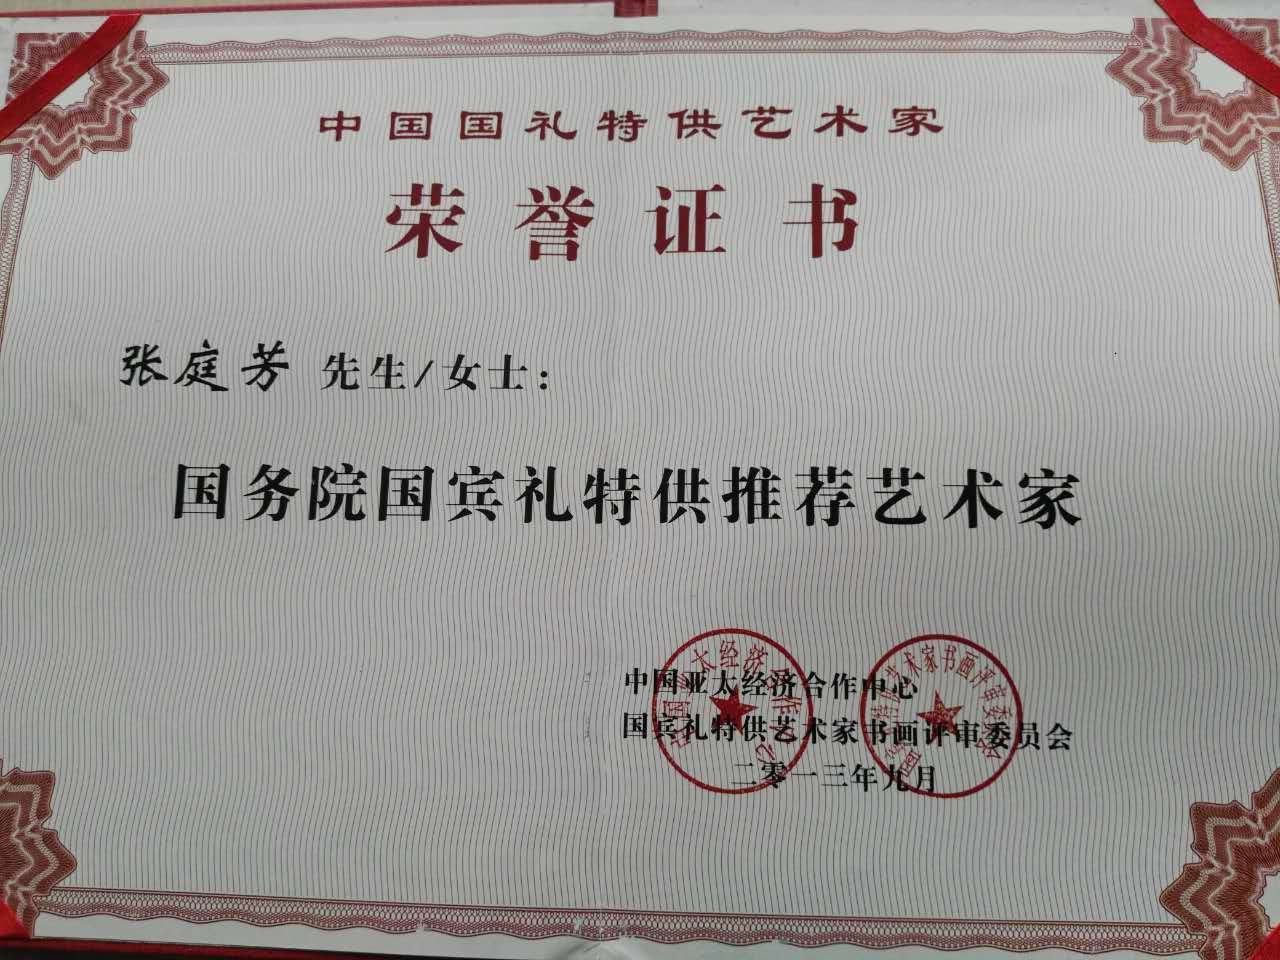 中国国礼特供艺术家
荣誉证书
张庭芳 先生/女士:
国务院国宾礼特供推荐艺术家
中国亚太经济合作中心
国宾礼特供艺术家书画评审委员会
二零一三年九月